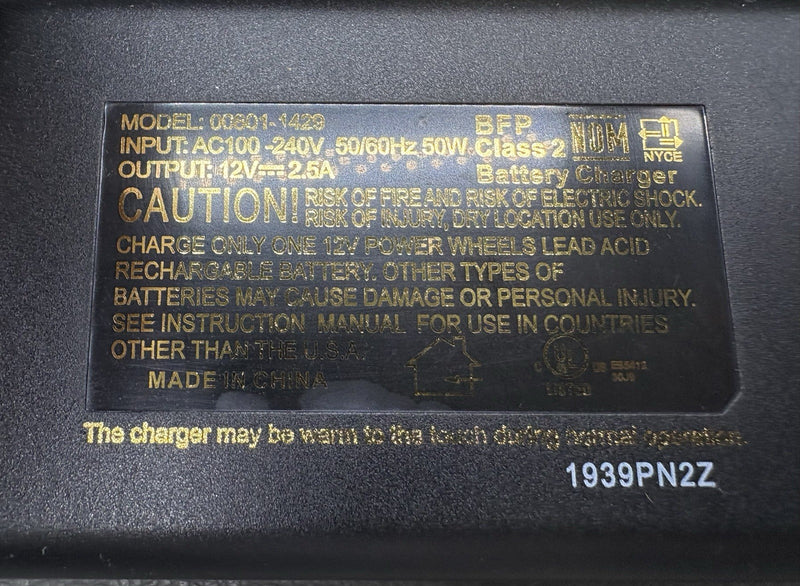 MODEL: 00801-1429
INPUT: AC100 -240V, 50/60Hz, 50W
OUTPUT: 12V⎓2.5A
BFP
Class 2
Battery Charger
NOM
NYCE
CAUTION! RISK OF FIRE AND RISK OF ELECTRIC SHOCK.
RISK OF INJURY, DRY LOCATION USE ONLY.
CHARGE ONLY ONE 12V POWER WHEELS LEAD ACID
RECHARGABLE BATTERY. OTHER TYPES OF
BATTERIES MAY CAUSE DAMAGE OR PERSONAL INJURY.
SEE INSTRUCTION MANUAL FOR USE IN COUNTRIES
OTHER THAN THE U.S.A.
MADE IN CHINA
C UL US
LISTED
The charger may be warm to the touch during normal operation.
1939PN2Z